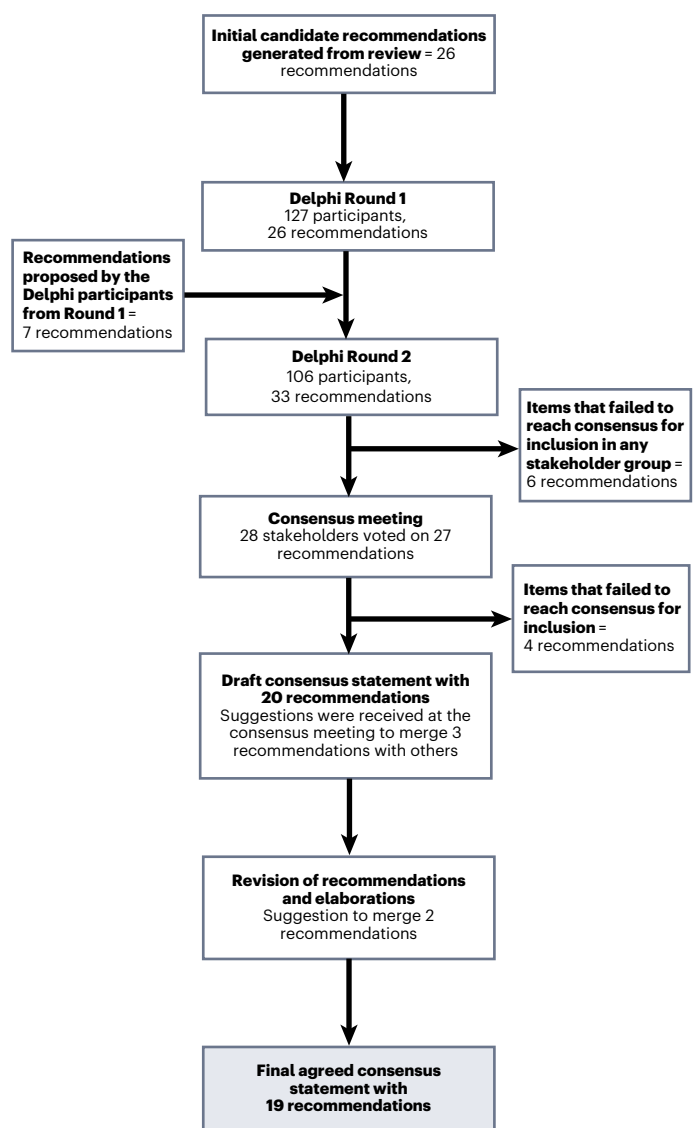 Initial candidate recommendations
generated from review = 26
recommendations
Delphi Round 1
127 participants,
26 recommendations
Recommendations
proposed by the
Delphi participants
from Round 1 =
7 recommendations
Delphi Round 2
106 participants,
33 recommendations
Items that failed to
reach consensus for
inclusion in any
stakeholder group =
6 recommendations
Consensus meeting
28 stakeholders voted on 27
recommendations
Items that failed to
reach consensus for
inclusion =
4 recommendations
Draft consensus statement with
20 recommendations
Suggestions were received at the
consensus meeting to merge 3
recommendations with others
Revision of recommendations
and elaborations
Suggestion to merge 2
recommendations
Final agreed consensus
statement with
19 recommendations